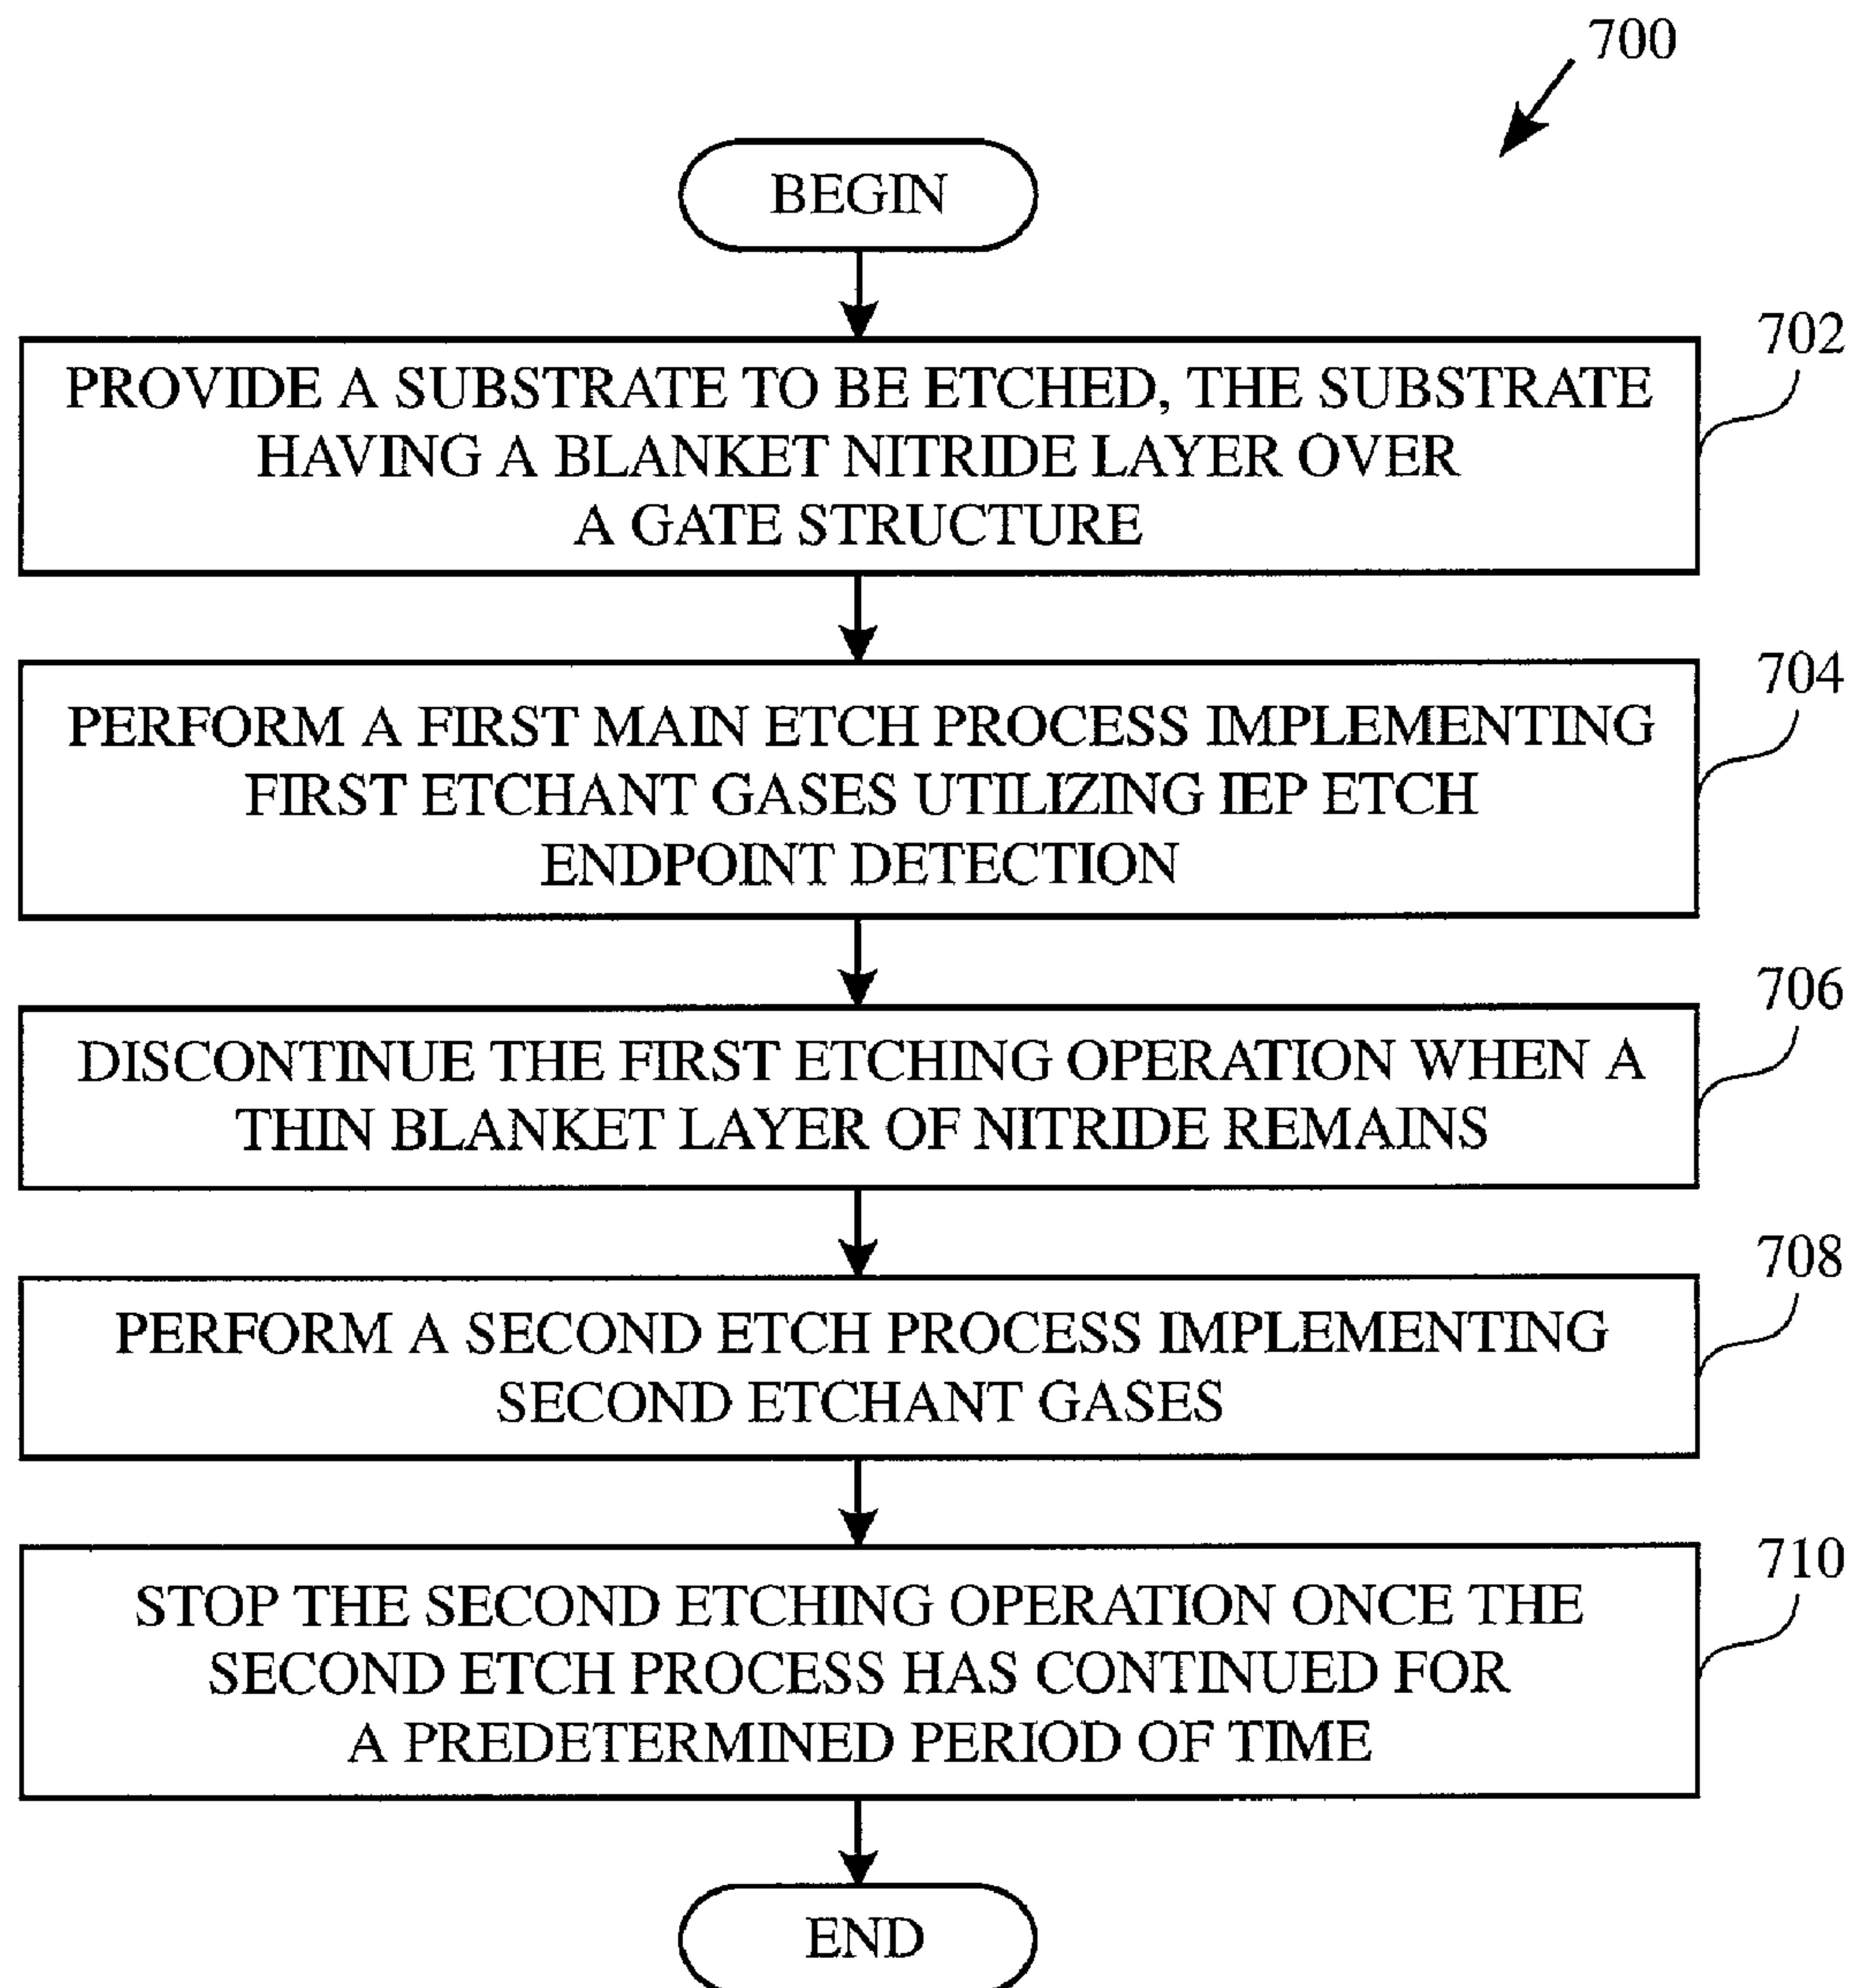 700
BEGIN
702
PROVIDE A SUBSTRATE TO BE ETCHED, THE SUBSTRATE
HAVING A BLANKET NITRIDE LAYER OVER
A GATE STRUCTURE
704
PERFORM A FIRST MAIN ETCH PROCESS IMPLEMENTING
FIRST ETCHANT GASES UTILIZING IEP ETCH
ENDPOINT DETECTION
706
DISCONTINUE THE FIRST ETCHING OPERATION WHEN A
THIN BLANKET LAYER OF NITRIDE REMAINS
708
PERFORM A SECOND ETCH PROCESS IMPLEMENTING
SECOND ETCHANT GASES
710
STOP THE SECOND ETCHING OPERATION ONCE THE
SECOND ETCH PROCESS HAS CONTINUED FOR
A PREDETERMINED PERIOD OF TIME
END